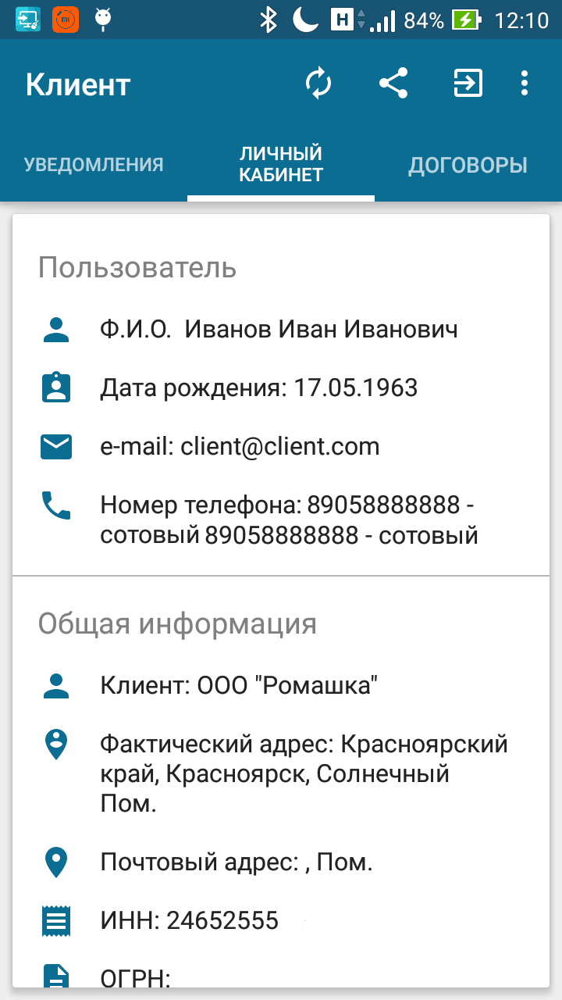 mi
H
84%
12:10
Клиент
УВЕДОМЛЕНИЯ
ЛИЧНЫЙ
КАБИНЕТ
ДОГОВОРЫ
Пользователь
Ф.И.О.  Иванов Иван Иванович
Дата рождения: 17.05.1963
e-mail: client@client.com
Номер телефона: 89058888888 -
сотовый 89058888888 - сотовый
Общая информация
Клиент: ООО "Ромашка"
Фактический адрес: Красноярский
край, Красноярск, Солнечный
Пом.
Почтовый адрес: , Пом.
ИНН: 24652555
ОГРН: